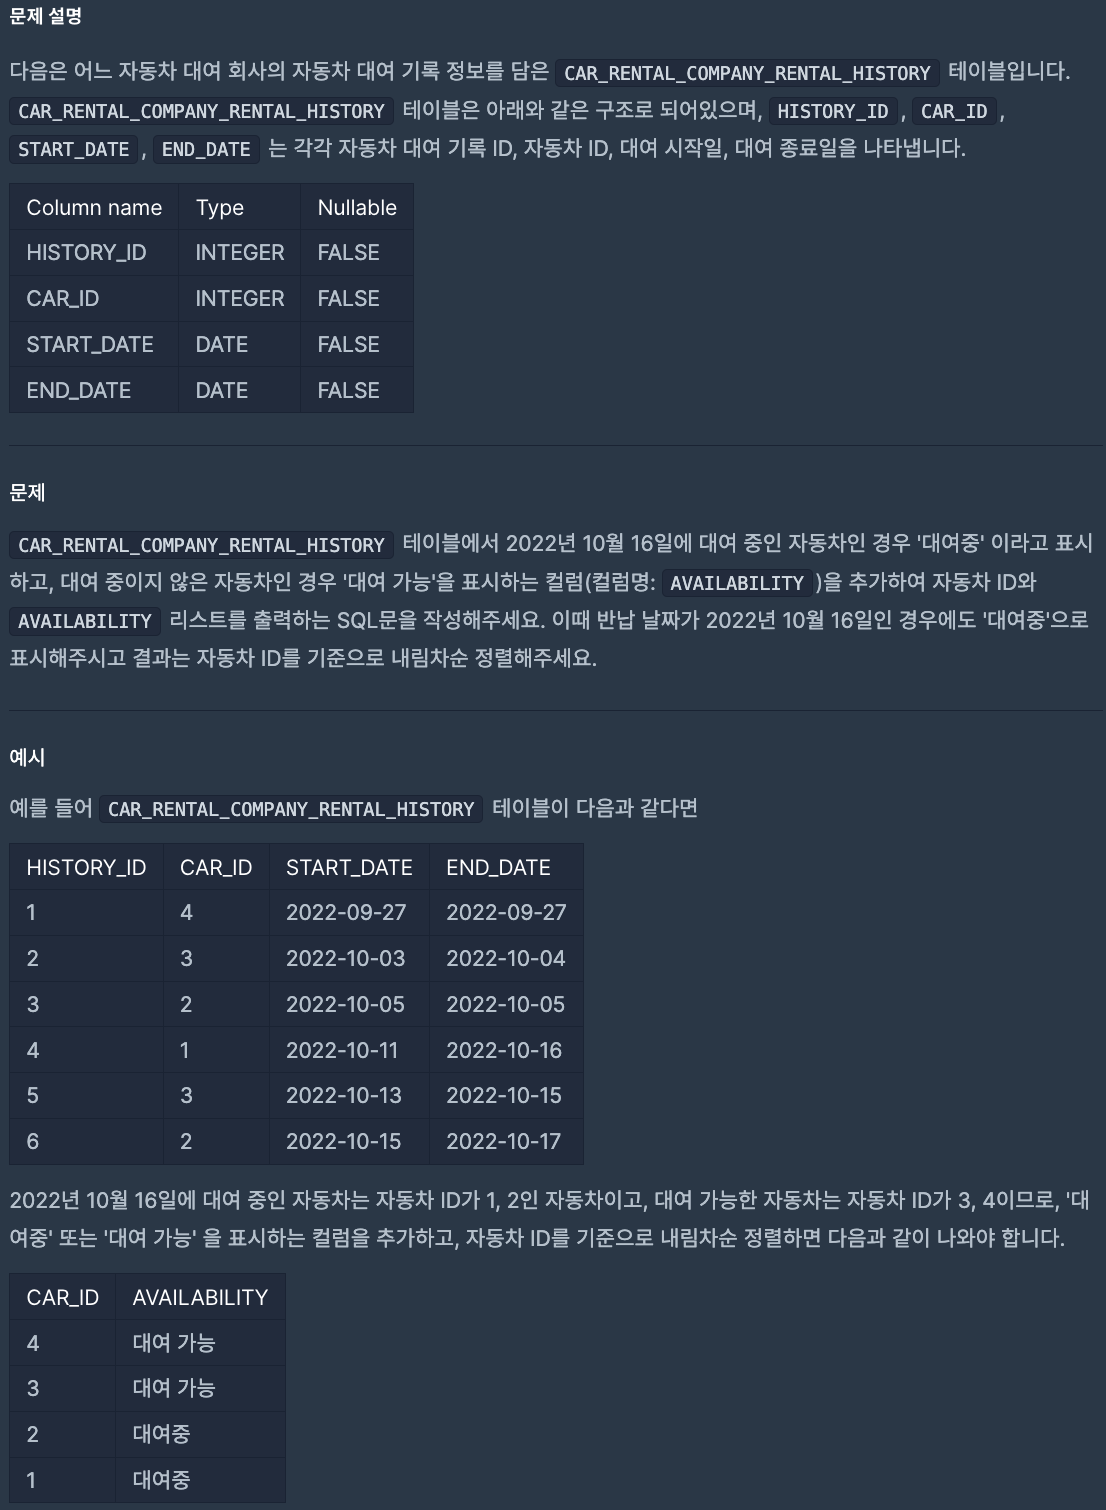 문제 설명
다음은 어느 자동차 대여 회사의 자동차 대여 기록 정보를 담은 CAR_RENTAL_COMPANY_RENTAL_HISTORY 테이블입니다.
CAR_RENTAL_COMPANY_RENTAL_HISTORY 테이블은 아래와 같은 구조로 되어있으며, HISTORY_ID, CAR_ID,
START_DATE, END_DATE 는 각각 자동차 대여 기록 ID, 자동차 ID, 대여 시작일, 대여 종료일을 나타냅니다.
Column name Type Nullable
HISTORY_ID INTEGER FALSE
CAR_ID INTEGER FALSE
START_DATE DATE FALSE
END_DATE DATE FALSE
문제
CAR_RENTAL_COMPANY_RENTAL_HISTORY 테이블에서 2022년 10월 16일에 대여 중인 자동차인 경우 '대여중' 이라고 표시
하고, 대여 중이지 않은 자동차인 경우 '대여 가능'을 표시하는 컬럼(컬럼명: AVAILABILITY)을 추가하여 자동차 ID와
AVAILABILITY 리스트를 출력하는 SQL문을 작성해주세요. 이때 반납 날짜가 2022년 10월 16일인 경우에도 '대여중'으로
표시해주시고 결과는 자동차 ID를 기준으로 내림차순 정렬해주세요.
예시
예를 들어 CAR_RENTAL_COMPANY_RENTAL_HISTORY 테이블이 다음과 같다면
HISTORY_ID CAR_ID START_DATE END_DATE
1 4 2022-09-27 2022-09-27
2 3 2022-10-03 2022-10-04
3 2 2022-10-05 2022-10-05
4 1 2022-10-11 2022-10-16
5 3 2022-10-13 2022-10-15
6 2 2022-10-15 2022-10-17
2022년 10월 16일에 대여 중인 자동차는 자동차 ID가 1, 2인 자동차이고, 대여 가능한 자동차는 자동차 ID가 3, 4이므로, '대
여중' 또는 '대여 가능' 을 표시하는 컬럼을 추가하고, 자동차 ID를 기준으로 내림차순 정렬하면 다음과 같이 나와야 합니다.
CAR_ID AVAILABILITY
4 대여 가능
3 대여 가능
2 대여중
1 대여중